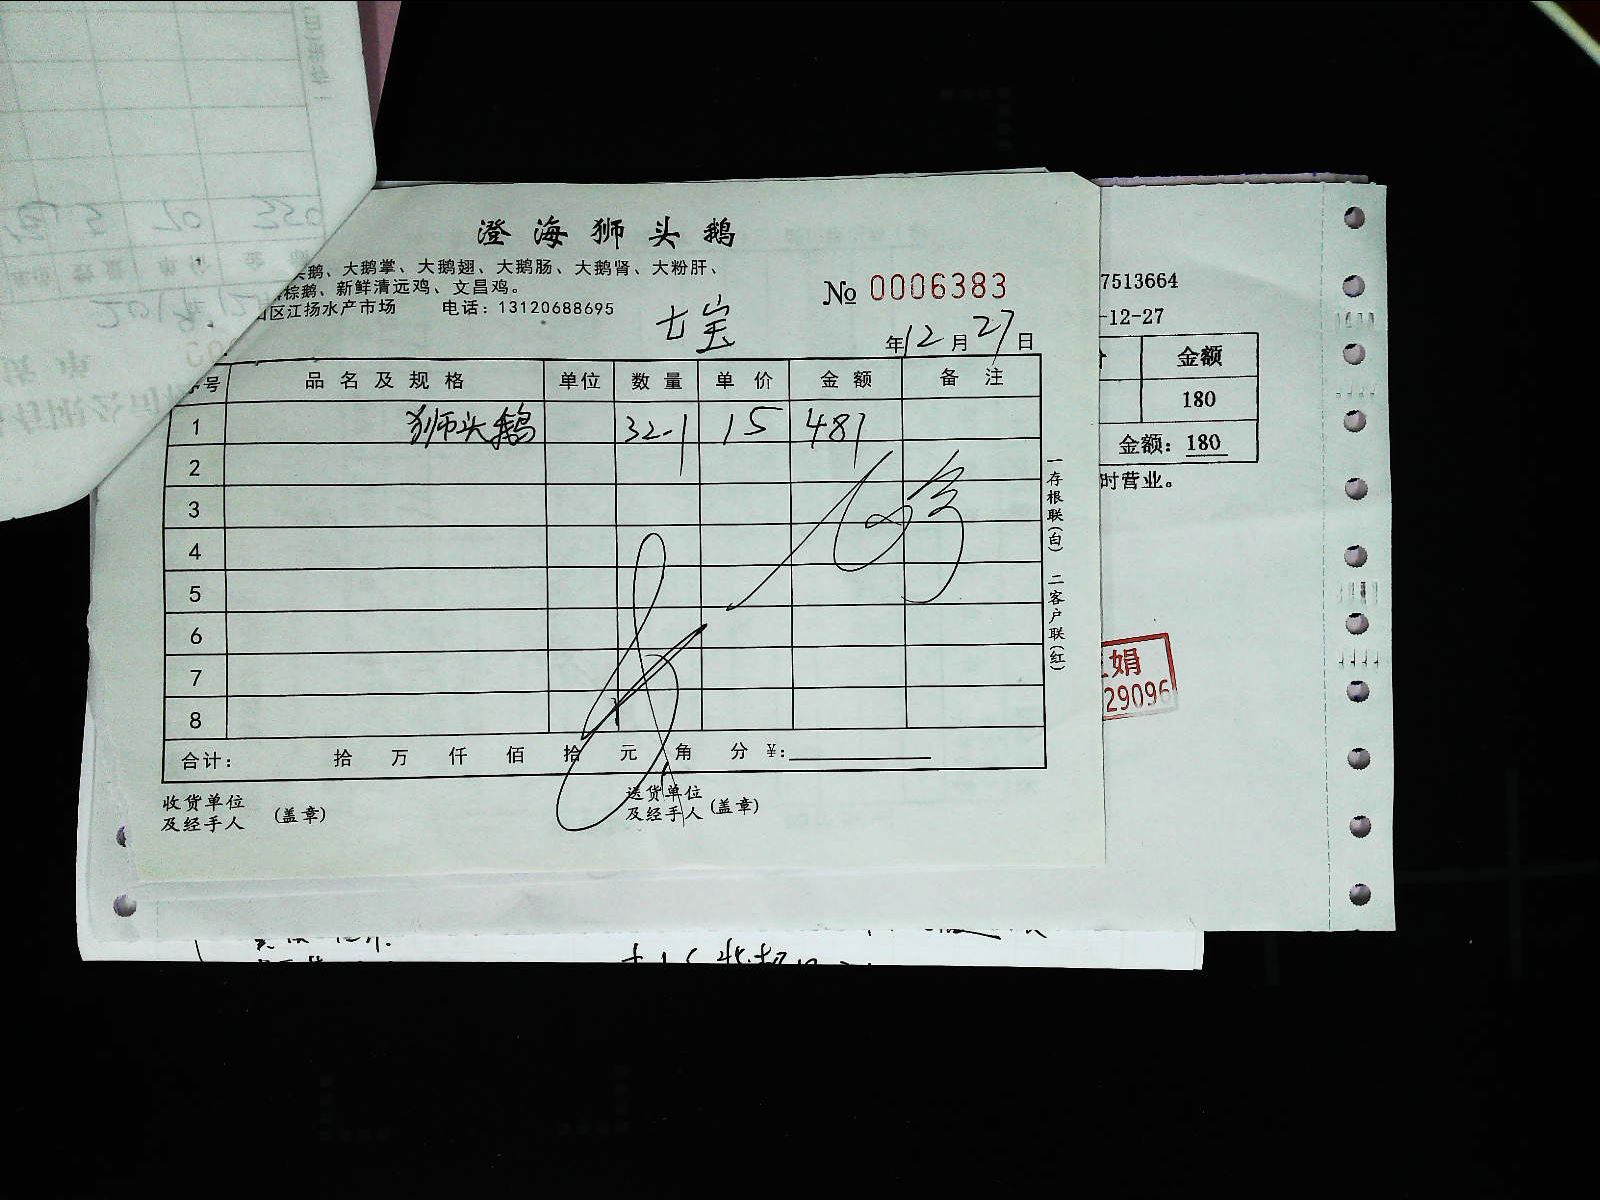 澄海狮头鹅
头鹅、大鹅掌、大鹅翅、大鹅肠、大鹅肾、大粉肝、
棕鹅、新鲜清远鸡、文昌鸡。
区江扬水产市场 电话：13120688695
№ 0006383
七宝
年12月27日
号 品名及规格 单位 数量 单价 金额 备注
1 狮头鹅 32-1 15 481
2
3
4
5
6
7
8
合计： 拾 万 仟 佰 拾 元 角 分 ¥：
收货单位
及经手人 （盖章）
送货单位
及经手人 （盖章）
一存根联（白） 二客户联（红）
7513664
-12-27
金额
180
金额：180
时营业。
娟
29096